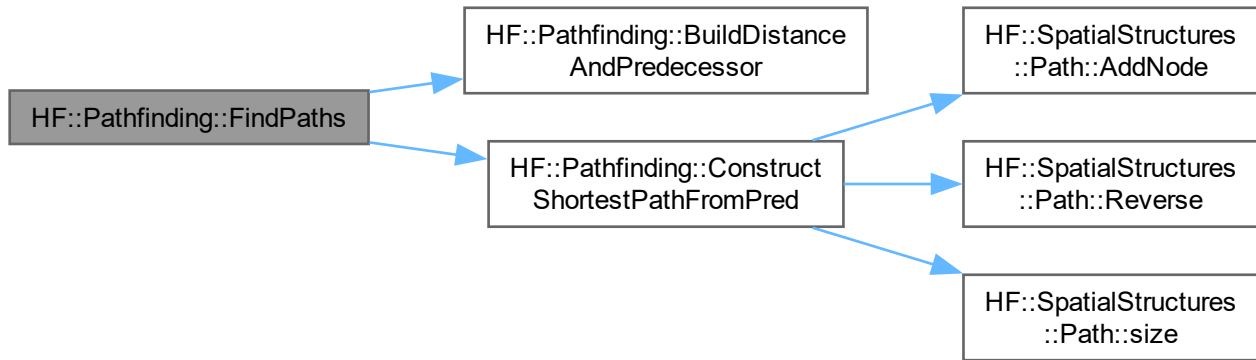 HF::Pathfinding::FindPaths
HF::Pathfinding::BuildDistance
AndPredecessor
HF::Pathfinding::Construct
ShortestPathFromPred
HF::SpatialStructures
::Path::AddNode
HF::SpatialStructures
::Path::Reverse
HF::SpatialStructures
::Path::size